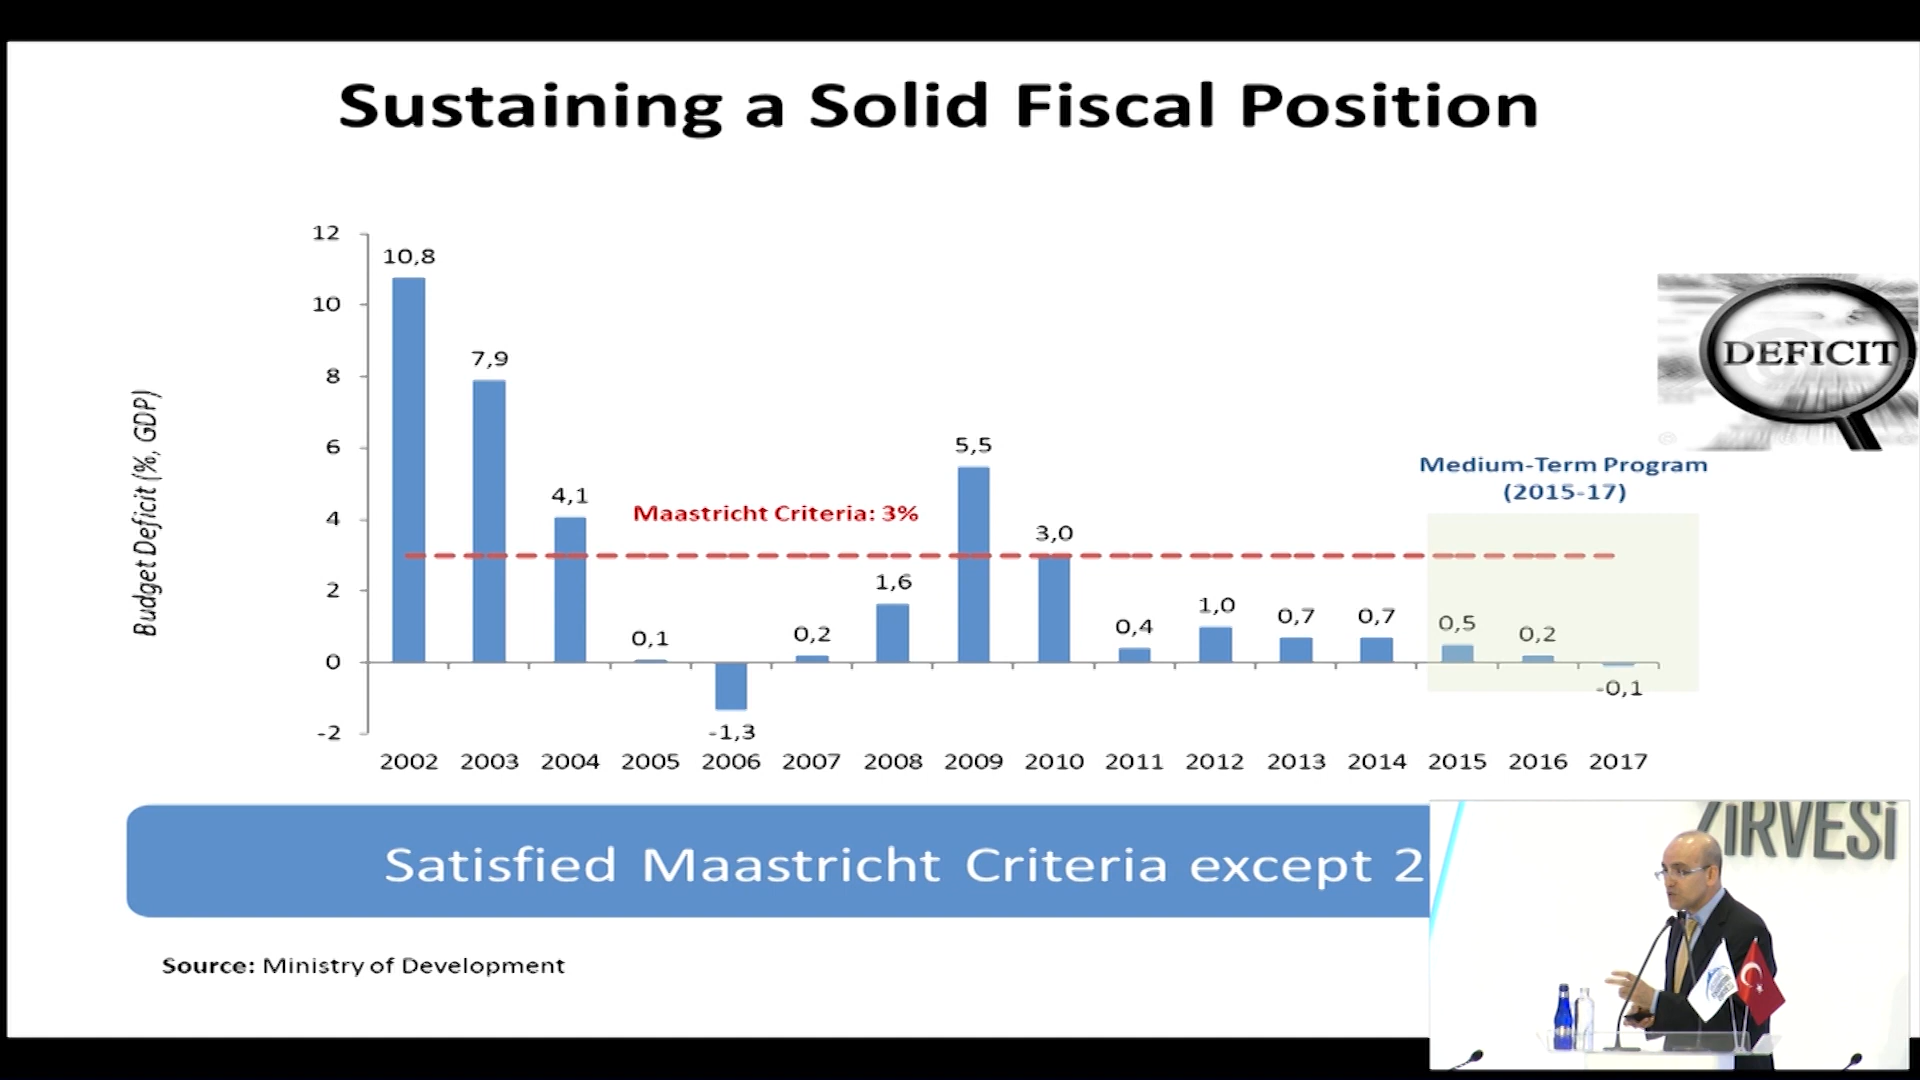 Sustaining a Solid Fiscal Position
Budget Deficit (%, GDP)
12
10
8
6
4
2
0
-2
10,8
7,9
4,1
0,1
-1,3
0,2
1,6
5,5
3,0
0,4
1,0
0,7
0,7
0,5
0,2
-0,1
Maastricht Criteria: 3%
Medium-Term Program
(2015-17)
DEFICIT
2002 2003 2004 2005 2006 2007 2008 2009 2010 2011 2012 2013 2014 2015 2016 2017
Satisfied Maastricht Criteria except 2
Source: Ministry of Development
ZİRVESİ